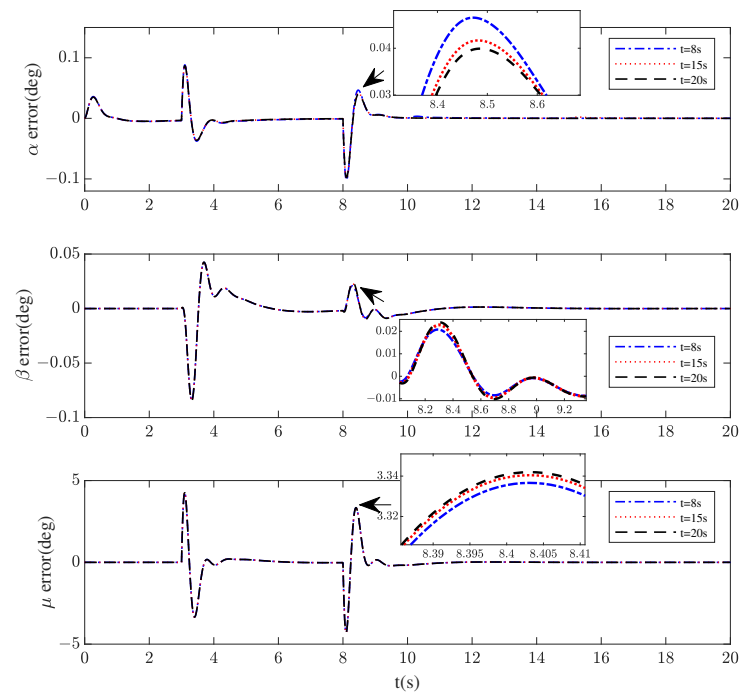 α error(deg)
0.1
0
−0.1
0 2 4 6 8 10 12 14 16 18 20
0.04
0.03
8.4 8.5 8.6
t=8s
t=15s
t=20s
β error(deg)
0.05
0
−0.05
−0.1
0 2 4 6 8 10 12 14 16 18 20
0.02
0.01
0
−0.01
8.2 8.4 8.6 8.8 9 9.2
t=8s
t=15s
t=20s
μ error(deg)
5
0
−5
0 2 4 6 8 10 12 14 16 18 20
3.34
3.32
8.39 8.395 8.4 8.405 8.41
t=8s
t=15s
t=20s
t(s)